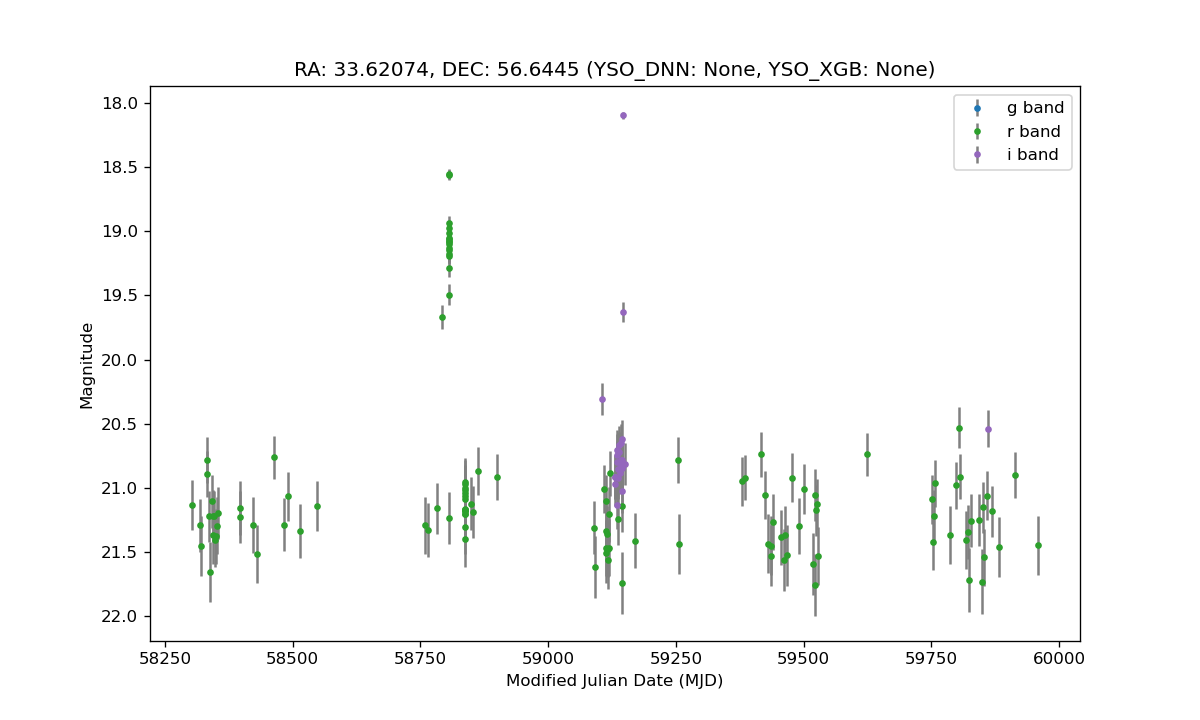 RA: 33.62074, DEC: 56.6445 (YSO_DNN: None, YSO_XGB: None)
g band
r band
i band
18.0
18.5
19.0
19.5
20.0
20.5
21.0
21.5
22.0
Magnitude
58250
58500
58750
59000
59250
59500
59750
60000
Modified Julian Date (MJD)